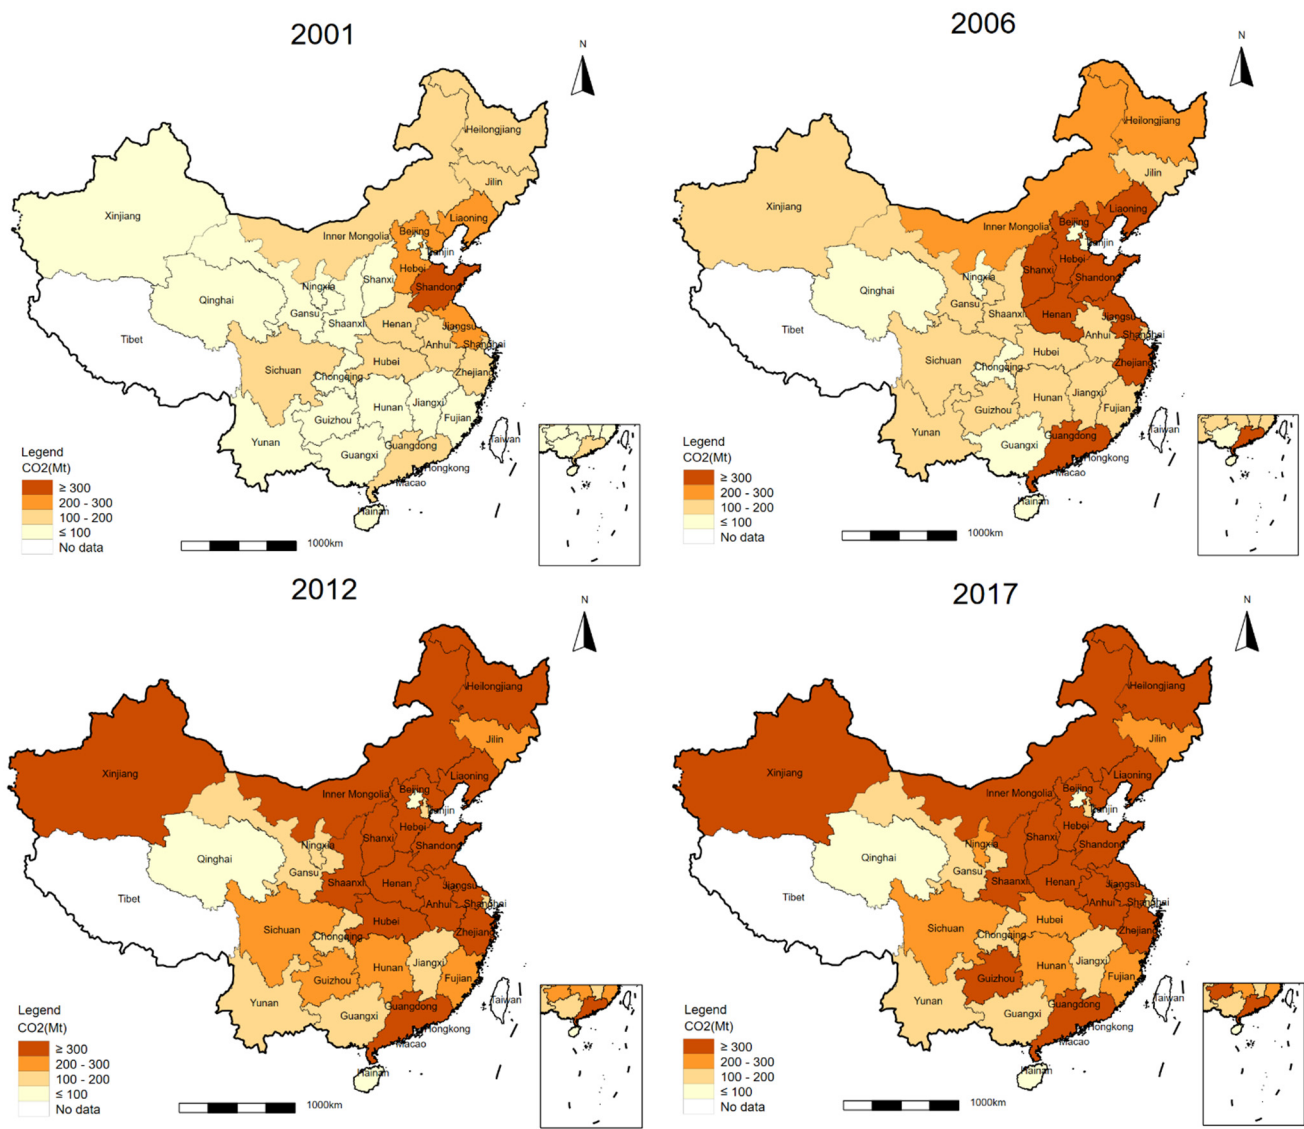 2001
N
Heilongjiang
Jilin
Xinjiang
Liaoning
Inner Mongolia
Beijing
Tianjin
Hebei
Shanxi
Shandong
Ningxia
Qinghai
Gansu
Shaanxi
Henan
Jiangsu
Tibet
Anhui
Shanghai
Hubei
Sichuan
Chongqing
Zhejiang
Hunan
Jiangxi
Guizhou
Fujian
Yunan
Taiwan
Guangdong
Guangxi
Hongkong
Macao
Hainan
Legend
CO2(Mt)
≥ 300
200 - 300
100 - 200
≤ 100
No data
1000km
2006
N
Heilongjiang
Jilin
Xinjiang
Liaoning
Beijing
Inner Mongolia
Tianjin
Hebei
Shanxi
Shandong
Ningxia
Qinghai
Gansu
Shaanxi
Henan
Jiangsu
Tibet
Anhui
Shanghai
Hubei
Sichuan
Zhejiang
Chongqing
Hunan
Jiangxi
Guizhou
Fujian
Yunan
Taiwan
Guangdong
Guangxi
Hongkong
Macao
Hainan
Legend
CO2(Mt)
≥ 300
200 - 300
100 - 200
≤ 100
No data
1000km
2012
N
Heilongjiang
Jilin
Xinjiang
Liaoning
Beijing
Inner Mongolia
Tianjin
Hebei
Shanxi
Shandong
Ningxia
Qinghai
Gansu
Shaanxi
Henan
Jiangsu
Tibet
Anhui
Shanghai
Hubei
Sichuan
Zhejiang
Chongqing
Jiangxi
Hunan
Guizhou
Fujian
Yunan
Taiwan
Guangdong
Guangxi
Hongkong
Macao
Hainan
Legend
CO2(Mt)
≥ 300
200 - 300
100 - 200
≤ 100
No data
1000km
2017
N
Heilongjiang
Jilin
Xinjiang
Liaoning
Beijing
Inner Mongolia
Tianjin
Hebei
Shanxi
Shandong
Ningxia
Qinghai
Gansu
Shaanxi
Henan
Jiangsu
Tibet
Anhui
Shanghai
Hubei
Sichuan
Zhejiang
Chongqing
Jiangxi
Hunan
Guizhou
Fujian
Yunan
Taiwan
Guangdong
Guangxi
Hongkong
Macao
Hainan
Legend
CO2(Mt)
≥ 300
200 - 300
100 - 200
≤ 100
No data
1000km